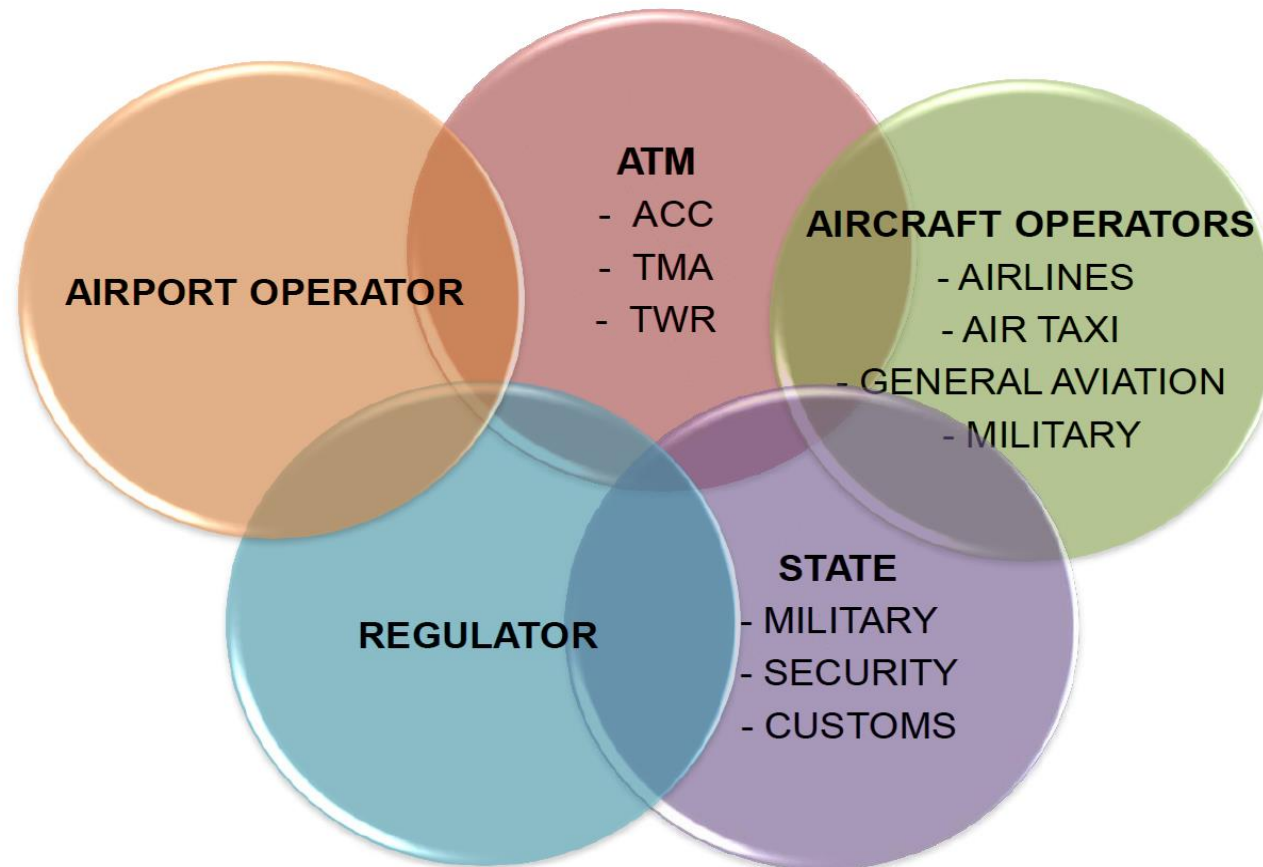 AIRPORT OPERATOR
ATM
- ACC
- TMA
- TWR
AIRCRAFT OPERATORS
- AIRLINES
- AIR TAXI
- GENERAL AVIATION
- MILITARY
REGULATOR
STATE
- MILITARY
- SECURITY
- CUSTOMS